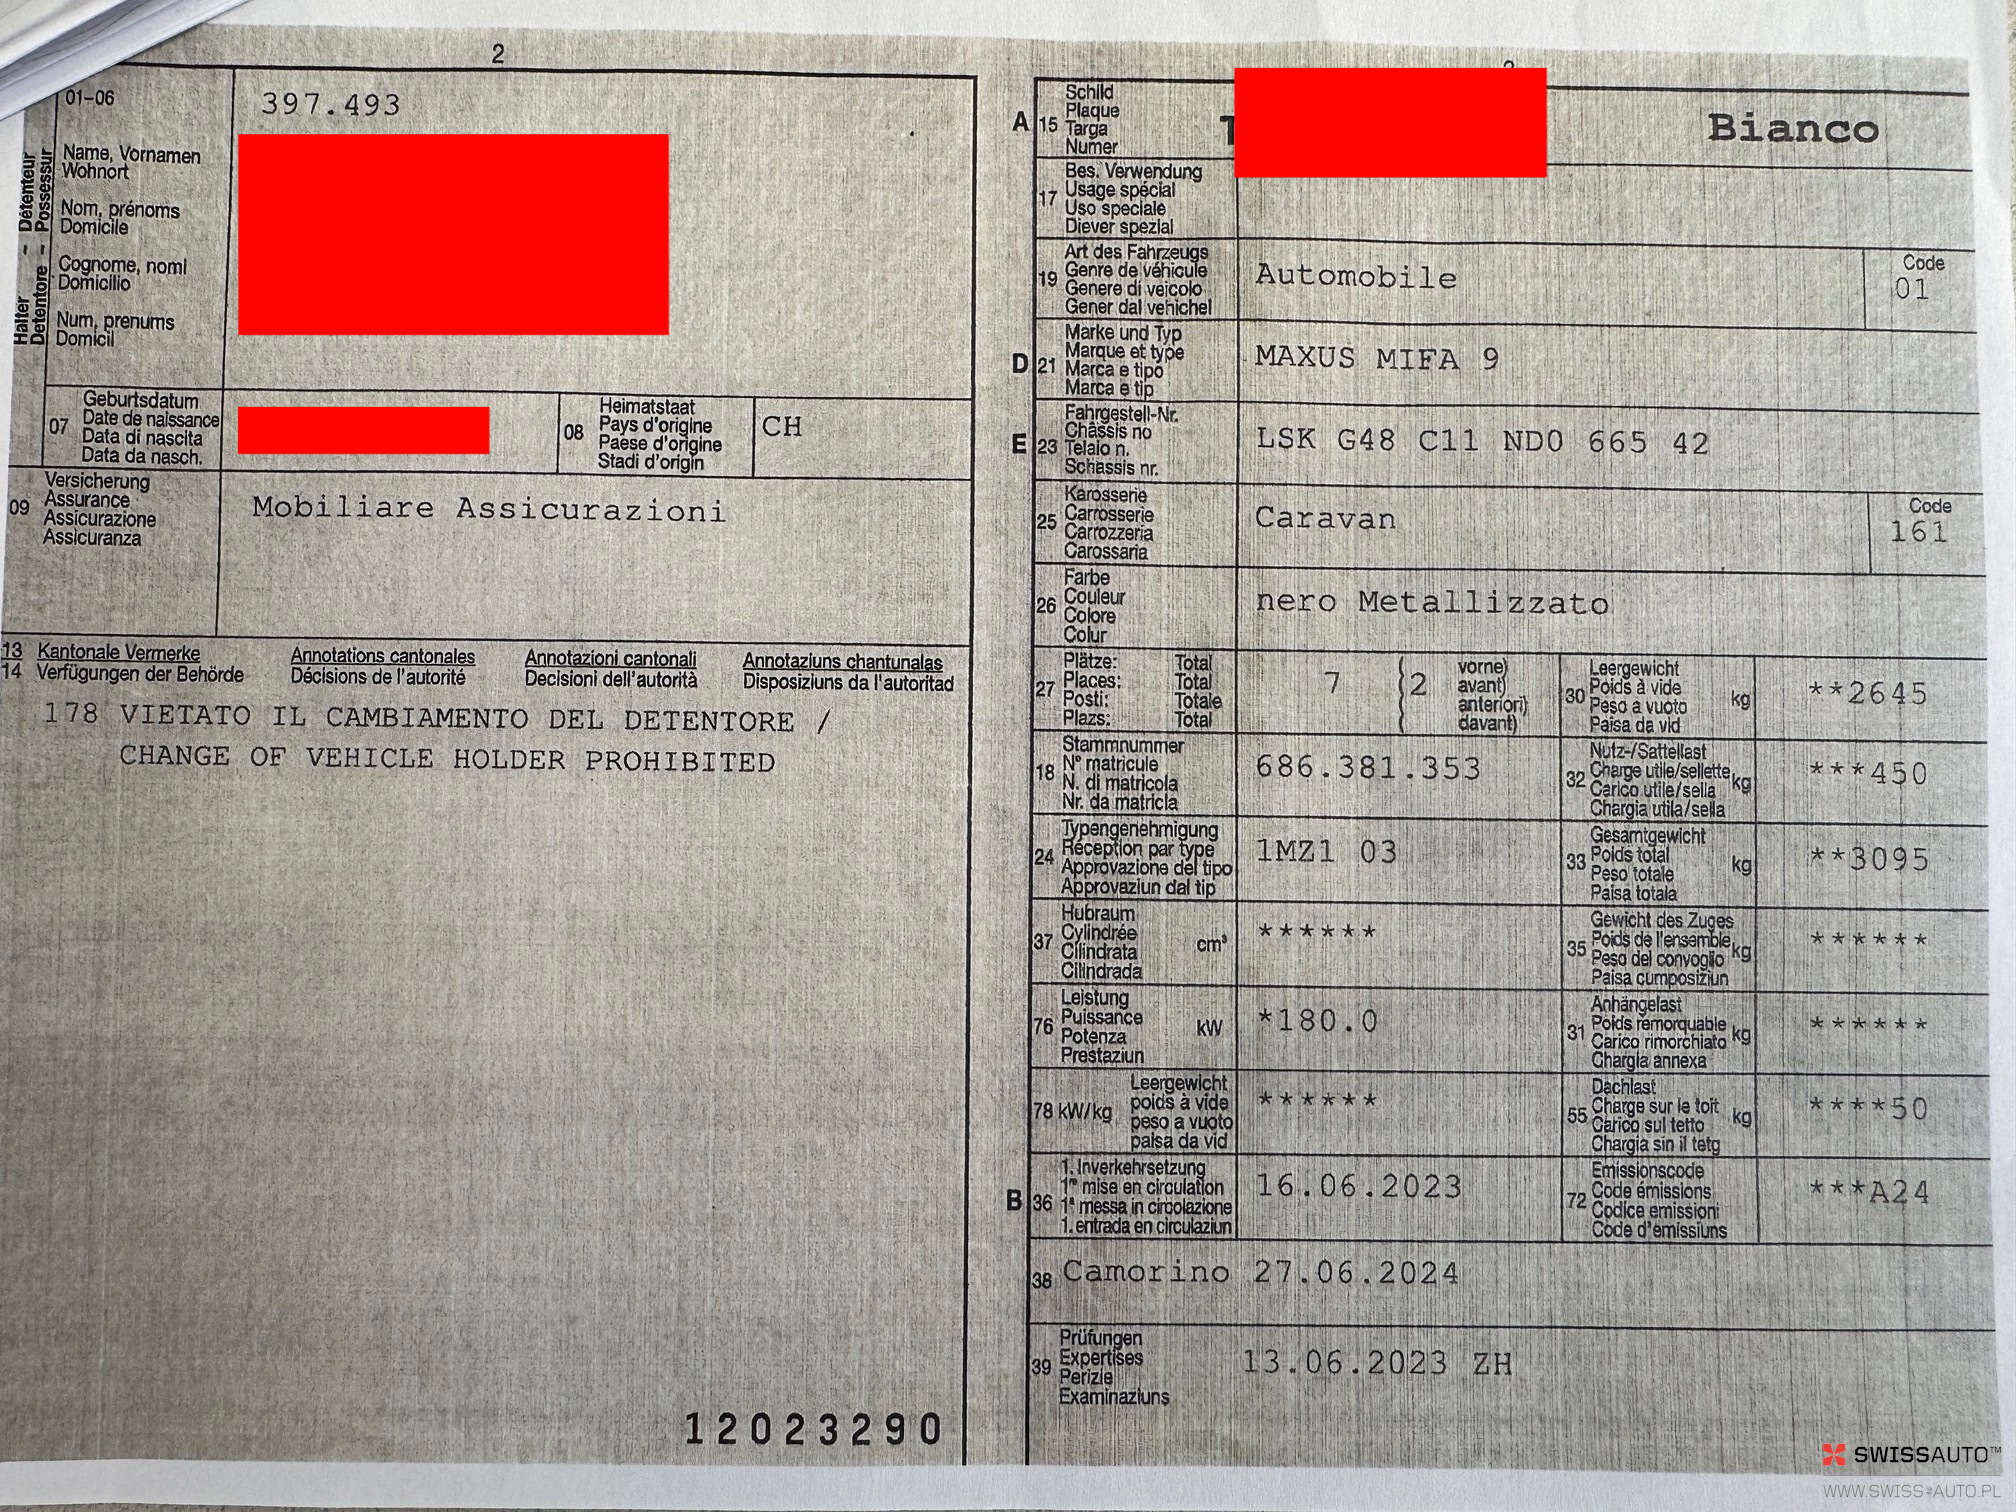 2
01-06
397.493
Halter - Détenteur
Detentore - Possessur
Name, Vornamen
Wohnort
Nom, prénoms
Domicile
Cognome, nomi
Domicilio
Num, prenums
Domicil
07
Geburtsdatum
Date de naissance
Data di nascita
Data da nasch.
08
Heimatstaat
Pays d'origine
Paese d'origine
Stadi d'origin
CH
09
Versicherung
Assurance
Assicurazione
Assicuranza
Mobiliare Assicurazioni
13 Kantonale Vermerke Annotations cantonales Annotazioni cantonali Annotaziuns chantunalas
14 Verfügungen der Behörde Décisions de l'autorité Decisioni dell'autorità Disposiziuns da l'autoritad
178 VIETATO IL CAMBIAMENTO DEL DETENTORE /
CHANGE OF VEHICLE HOLDER PROHIBITED
12023290
A 15
Schild
Plaque
Targa
Numer
Bianco
17
Bes. Verwendung
Usage spécial
Uso speciale
Diever spezial
19
Art des Fahrzeugs
Genre de véhicule
Genere di veicolo
Gener dal vehichel
Automobile
Code
01
D 21
Marke und Typ
Marque et type
Marca e tipo
Marca e tip
MAXUS MIFA 9
E 23
Fahrgestell-Nr.
Châssis no
Telaio n.
Schassis nr.
LSK G48 C11 ND0 665 42
25
Karosserie
Carrosserie
Carrozzeria
Carossaria
Caravan
Code
161
26
Farbe
Couleur
Colore
Colur
nero Metallizzato
27
Plätze: Total
Places: Total
Posti: Totale
Plazs: Total
7 2
vorne)
avant)
anteriori)
davant)
30
Leergewicht
Poids à vide
Peso a vuoto
Paisa da vid
kg
**2645
18
Stammnummer
N° matricule
N. di matricola
Nr. da matricla
686.381.353
32
Nutz-/Sattellast
Charge utile/sellette
Carico utile/sella
Chargia utila/sella
kg
***450
24
Typengenehmigung
Réception par type
Approvazione del tipo
Approvaziun dal tip
1MZ1 03
33
Gesamtgewicht
Poids total
Peso totale
Paisa totala
kg
**3095
37
Hubraum
Cylindrée
Cilindrata
Cilindrada
cm³
******
35
Gewicht des Zuges
Poids de l'ensemble
Peso del convoglio
Paisa cumposiziun
kg
******
76
Leistung
Puissance
Potenza
Prestaziun
kW
*180.0
31
Anhängelast
Poids remorquable
Carico rimorchiato
Chargia annexa
kg
******
78 kW/kg
Leergewicht
poids à vide
peso a vuoto
paisa da vid
******
55
Dachlast
Charge sur le toit
Carico sul tetto
Chargia sin il tetg
kg
****50
B 36
1. Inverkehrsetzung
1re mise en circulation
1a messa in circolazione
1. entrada en circulaziun
16.06.2023
72
Emissionscode
Code émissions
Codice emissioni
Code d'emissiuns
***A24
38 Camorino 27.06.2024
39
Prüfungen
Expertises
Perizie
Examinaziuns
13.06.2023 ZH
SWISSAUTO™
WWW.SWISS AUTO.PL